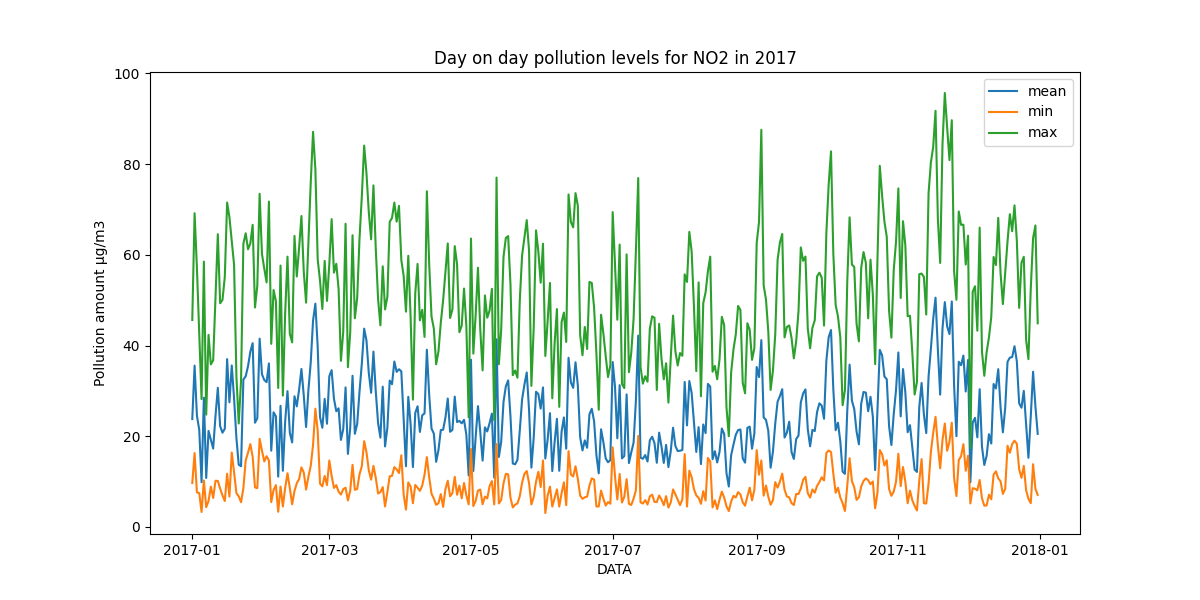 Day on day pollution levels for NO2 in 2017
100
80
60
40
20
0
Pollution amount µg/m3
mean
min
max
2017-01
2017-03
2017-05
2017-07
2017-09
2017-11
2018-01
DATA